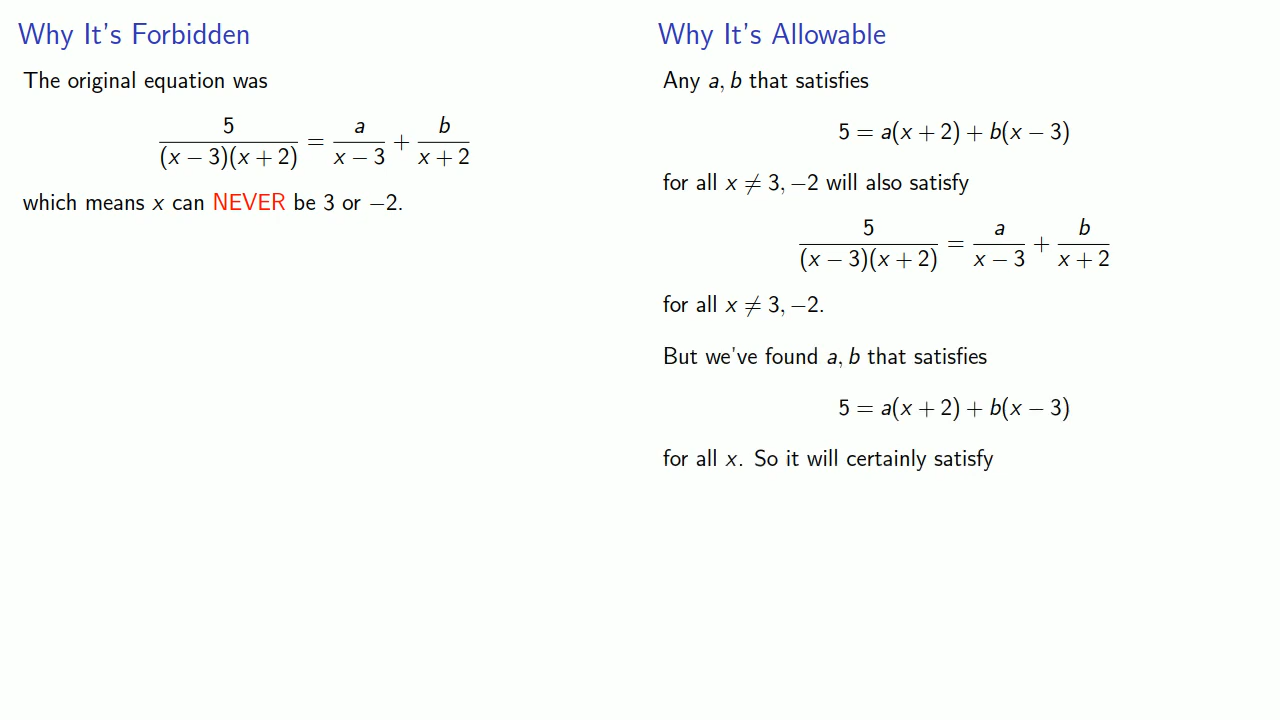 Why It's Forbidden
The original equation was
5/((x − 3)(x + 2)) = a/(x − 3) + b/(x + 2)
which means x can NEVER be 3 or −2.
Why It's Allowable
Any a, b that satisfies
5 = a(x + 2) + b(x − 3)
for all x ≠ 3, −2 will also satisfy
5/((x − 3)(x + 2)) = a/(x − 3) + b/(x + 2)
for all x ≠ 3, −2.
But we've found a, b that satisfies
5 = a(x + 2) + b(x − 3)
for all x. So it will certainly satisfy